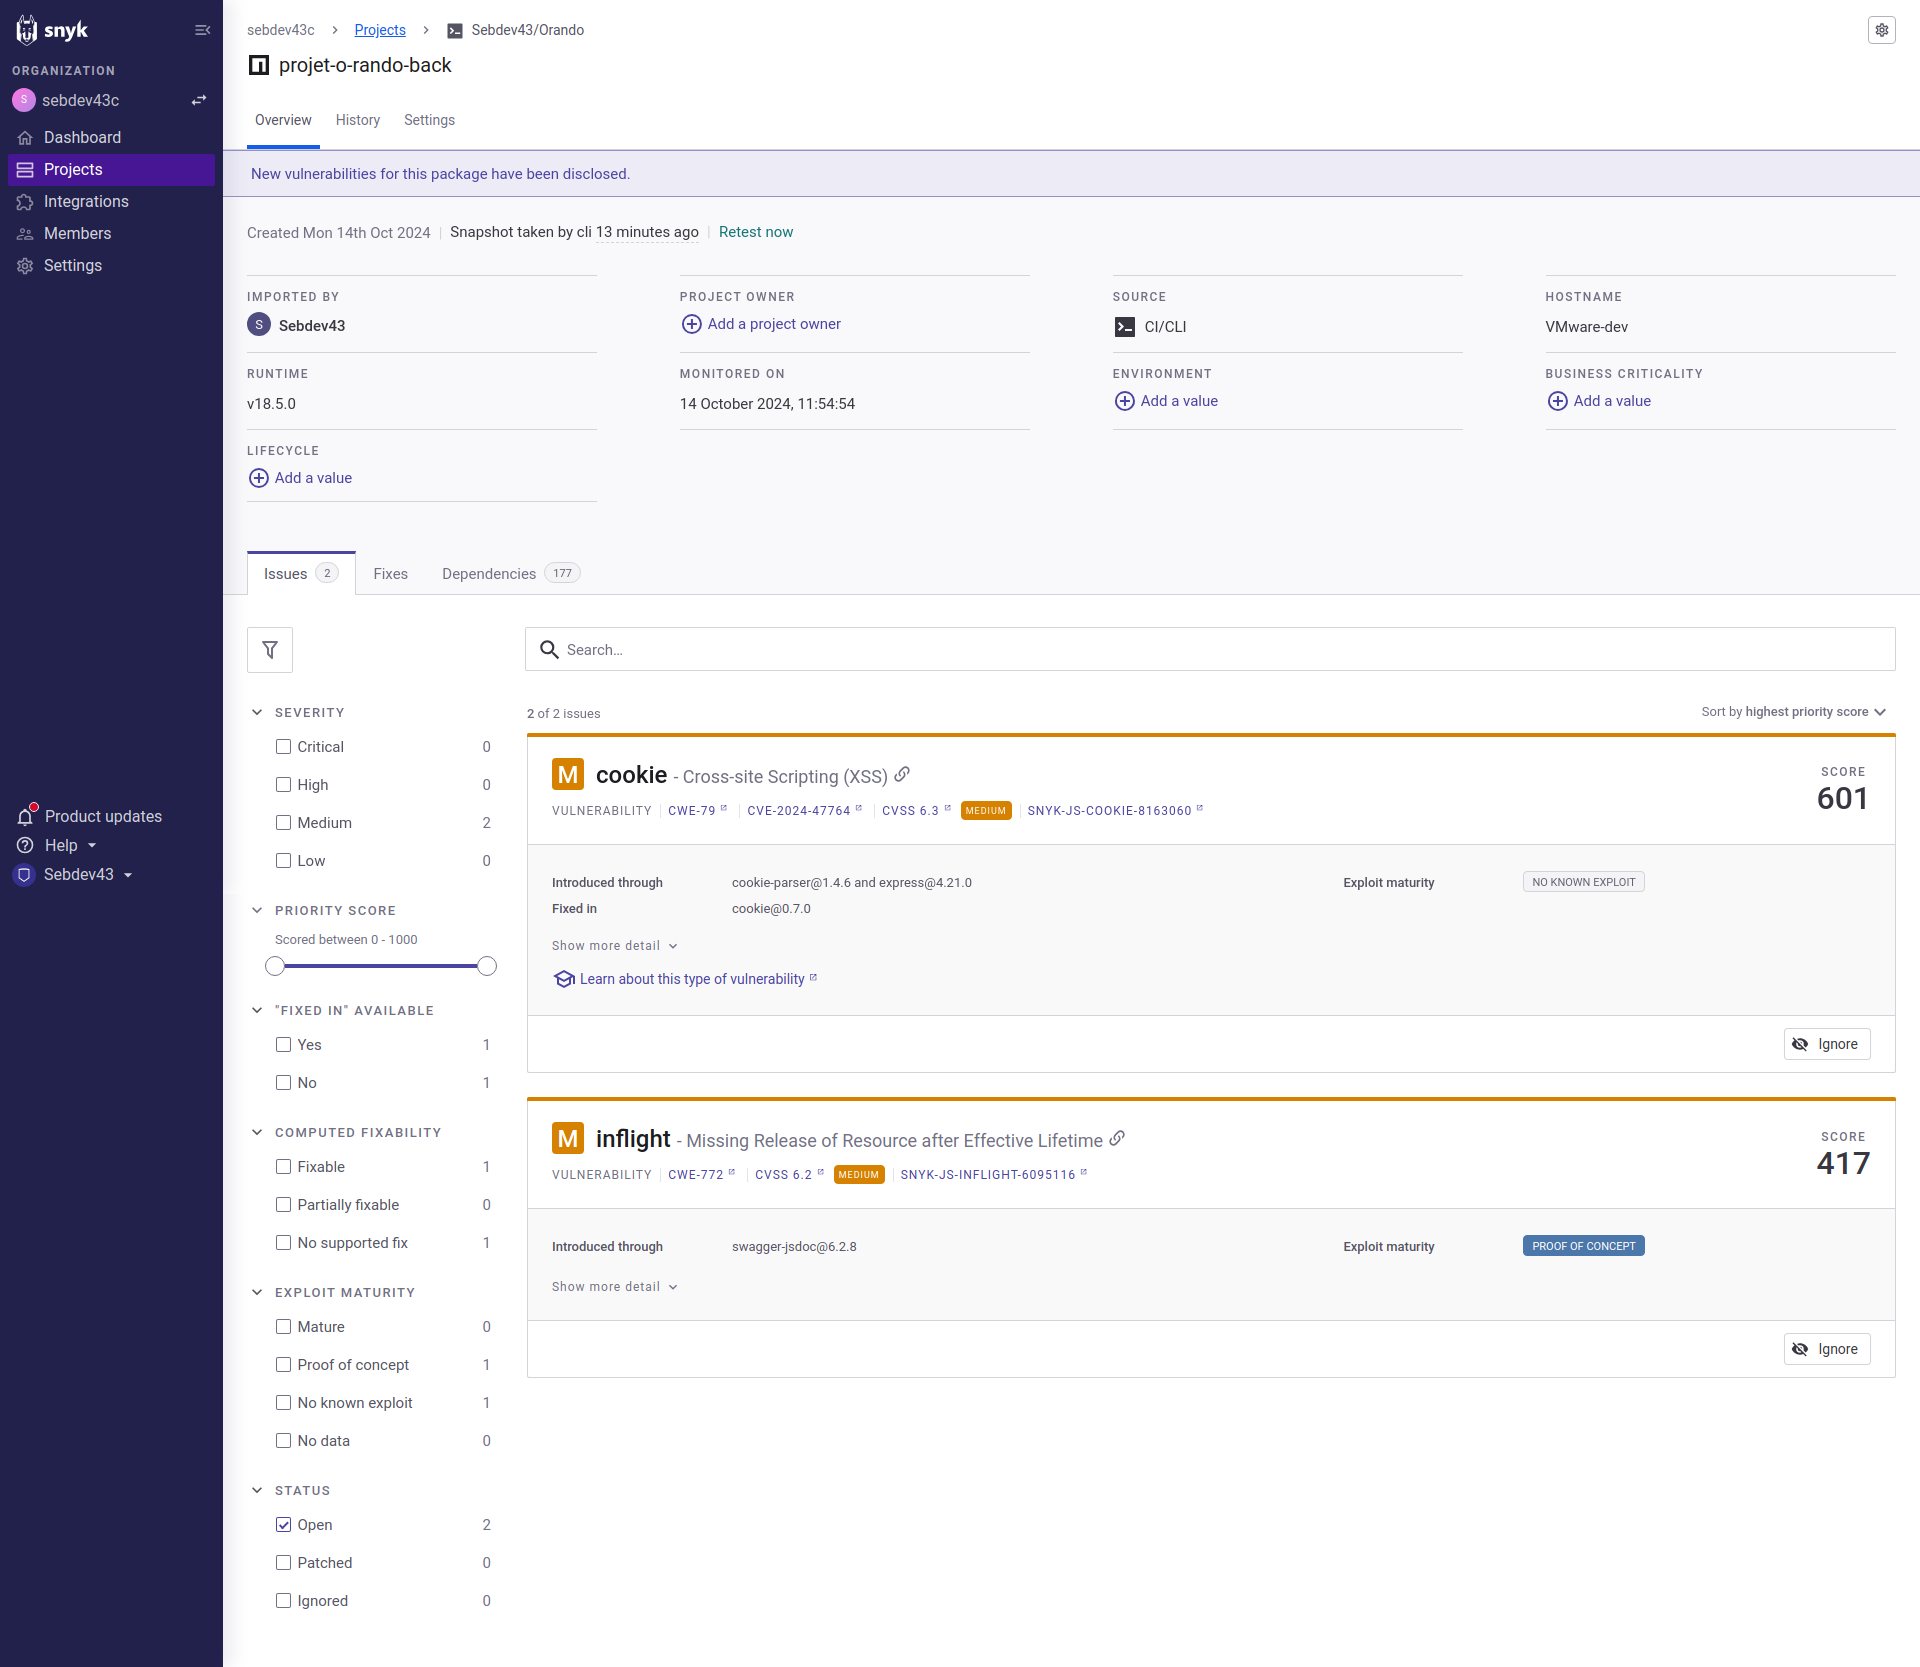 snyk
ORGANIZATION
S sebdev43c
Dashboard
Projects
Integrations
Members
Settings
Product updates
Help
Sebdev43
sebdev43c > Projects > Sebdev43/Orando
projet-o-rando-back
Overview History Settings
New vulnerabilities for this package have been disclosed.
Created Mon 14th Oct 2024 | Snapshot taken by cli 13 minutes ago | Retest now
IMPORTED BY
S Sebdev43
PROJECT OWNER
Add a project owner
SOURCE
CI/CLI
HOSTNAME
VMware-dev
RUNTIME
v18.5.0
MONITORED ON
14 October 2024, 11:54:54
ENVIRONMENT
Add a value
BUSINESS CRITICALITY
Add a value
LIFECYCLE
Add a value
Issues 2 Fixes Dependencies 177
SEVERITY
Critical 0
High 0
Medium 2
Low 0
PRIORITY SCORE
Scored between 0 - 1000
"FIXED IN" AVAILABLE
Yes 1
No 1
COMPUTED FIXABILITY
Fixable 1
Partially fixable 0
No supported fix 1
EXPLOIT MATURITY
Mature 0
Proof of concept 1
No known exploit 1
No data 0
STATUS
Open 2
Patched 0
Ignored 0
Search...
2 of 2 issues
Sort by highest priority score
M cookie - Cross-site Scripting (XSS)
VULNERABILITY | CWE-79 | CVE-2024-47764 | CVSS 6.3 MEDIUM | SNYK-JS-COOKIE-8163060
SCORE
601
Introduced through cookie-parser@1.4.6 and express@4.21.0
Fixed in cookie@0.7.0
Exploit maturity NO KNOWN EXPLOIT
Show more detail
Learn about this type of vulnerability
Ignore
M inflight - Missing Release of Resource after Effective Lifetime
VULNERABILITY | CWE-772 | CVSS 6.2 MEDIUM | SNYK-JS-INFLIGHT-6095116
SCORE
417
Introduced through swagger-jsdoc@6.2.8
Exploit maturity PROOF OF CONCEPT
Show more detail
Ignore